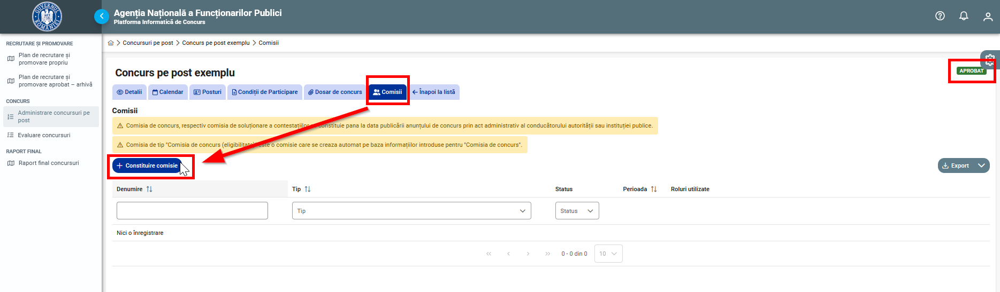 GUVERNUL ROMÂNIEI
Agenția Națională a Funcționarilor Publici
Platforma Informatică de Concurs
RECRUTARE ȘI PROMOVARE
Plan de recrutare și
promovare propriu
Plan de recrutare și
promovare aprobat – arhivă
CONCURS
Administrare concursuri pe
post
Evaluare concursuri
RAPORT FINAL
Raport final concursuri
Concursuri pe post > Concurs pe post exemplu > Comisii
Concurs pe post exemplu
APROBAT
Detalii Calendar Posturi Condiții de Participare Dosar de concurs Comisii Înapoi la listă
Comisii
Comisia de concurs, respectiv comisia de soluționare a contestațiilor constituie pana la data publicării anunțului de concurs prin act administrativ al conducătorului autorității sau instituției publice.
Comisia de tip "Comisia de concurs (eligibilitate)" este o comisie care se creaza automat pe baza informațiilor introduse pentru "Comisia de concurs".
+ Constituire comisie
Export
Denumire Tip Status Perioada Roluri utilizate
Tip Status
Nici o înregistrare
« ‹ › » 0 - 0 din 0 10